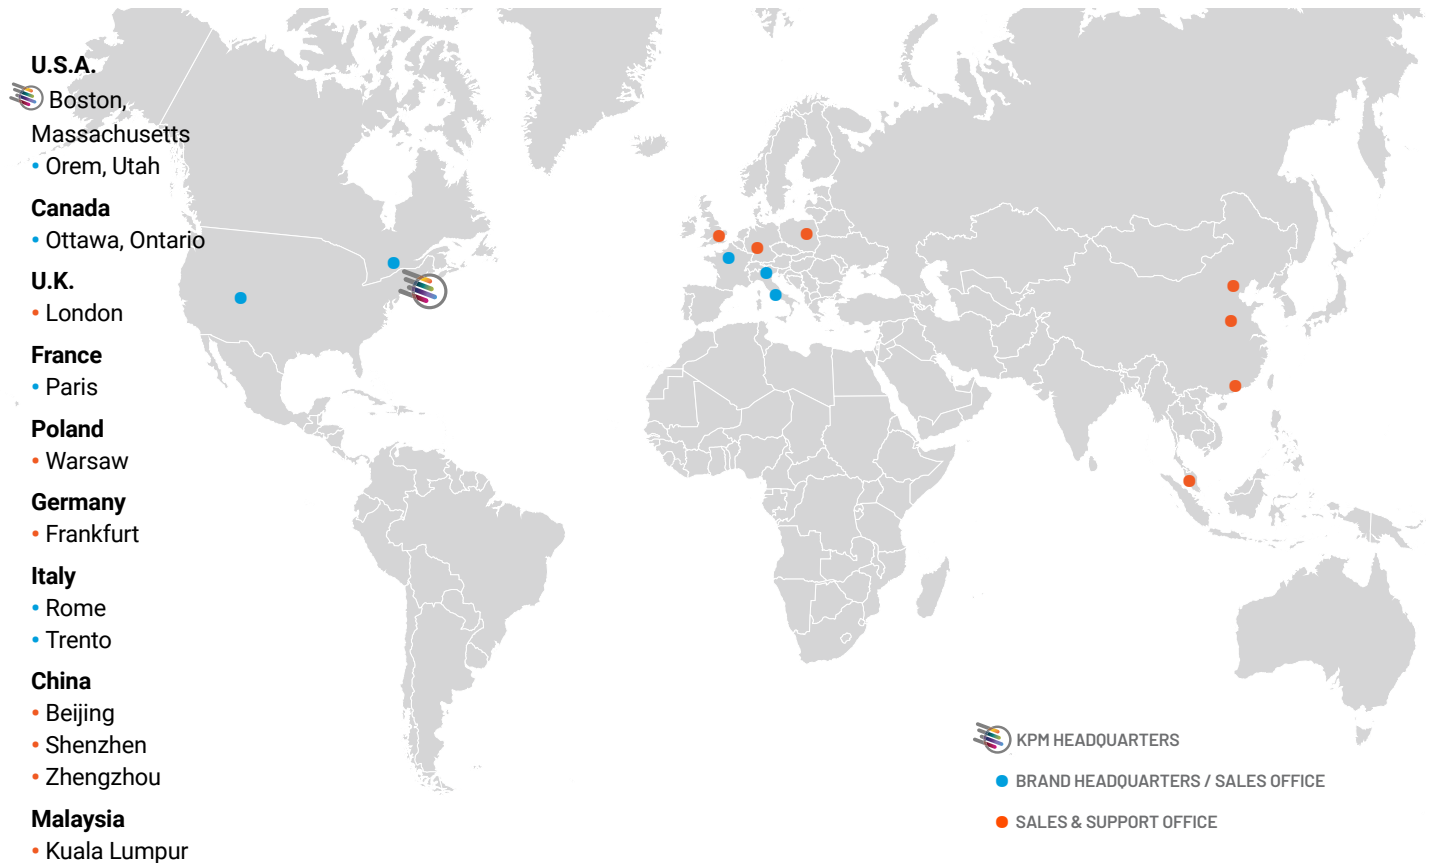 U.S.A.
Boston,
Massachusetts
• Orem, Utah
Canada
• Ottawa, Ontario
U.K.
• London
France
• Paris
Poland
• Warsaw
Germany
• Frankfurt
Italy
• Rome
• Trento
China
• Beijing
• Shenzhen
• Zhengzhou
Malaysia
• Kuala Lumpur
KPM HEADQUARTERS
BRAND HEADQUARTERS / SALES OFFICE
SALES & SUPPORT OFFICE